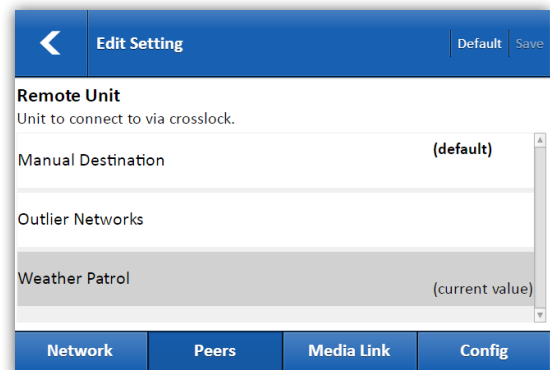 Edit Setting
Default
Save
Remote Unit
Unit to connect to via crosslock.
Manual Destination
(default)
Outlier Networks
Weather Patrol
(current value)
Network
Peers
Media Link
Config